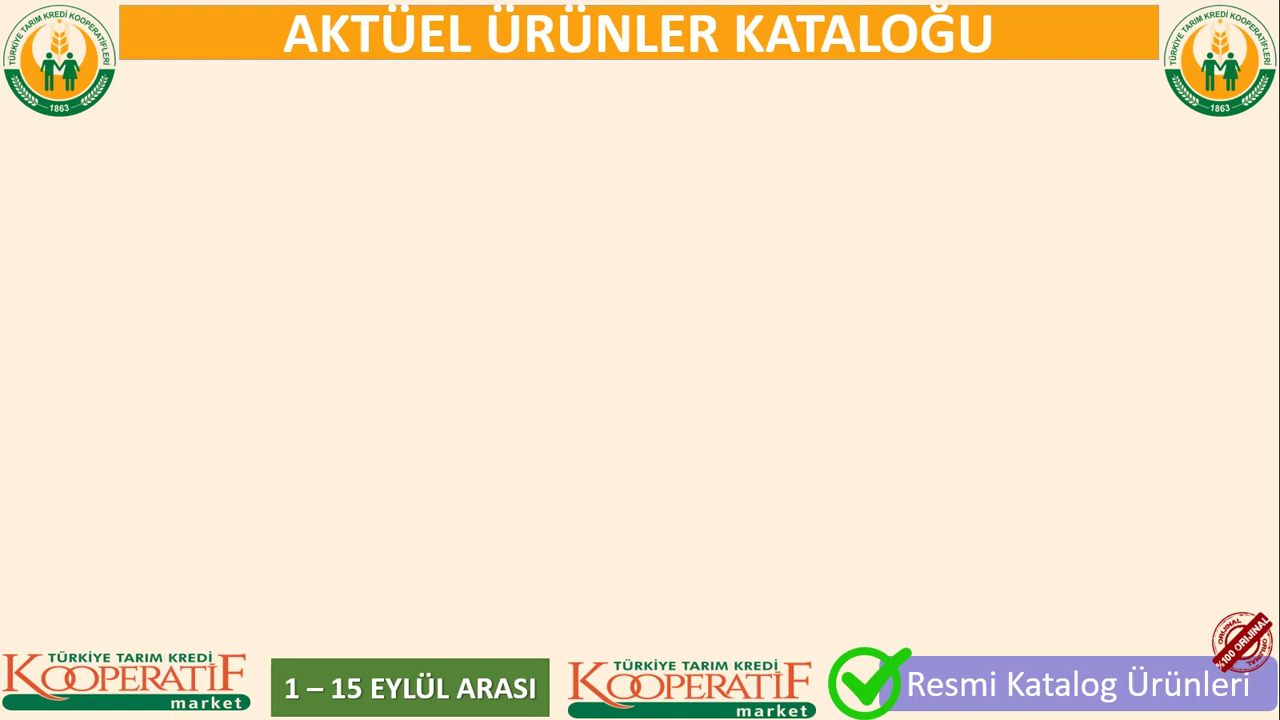 AKTÜEL ÜRÜNLER KATALOĞU
TÜRKİYE TARIM KREDİ KOOPERATİFLERİ
1863
TÜRKİYE TARIM KREDİ KOOPERATİFLERİ
1863
TÜRKİYE TARIM KREDİ
KOOPERATİF
market
1 – 15 EYLÜL ARASI
TÜRKİYE TARIM KREDİ
KOOPERATİF
market
Resmi Katalog Ürünleri
ORIJINAL
%100 ORIJINAL
ORIJINAL